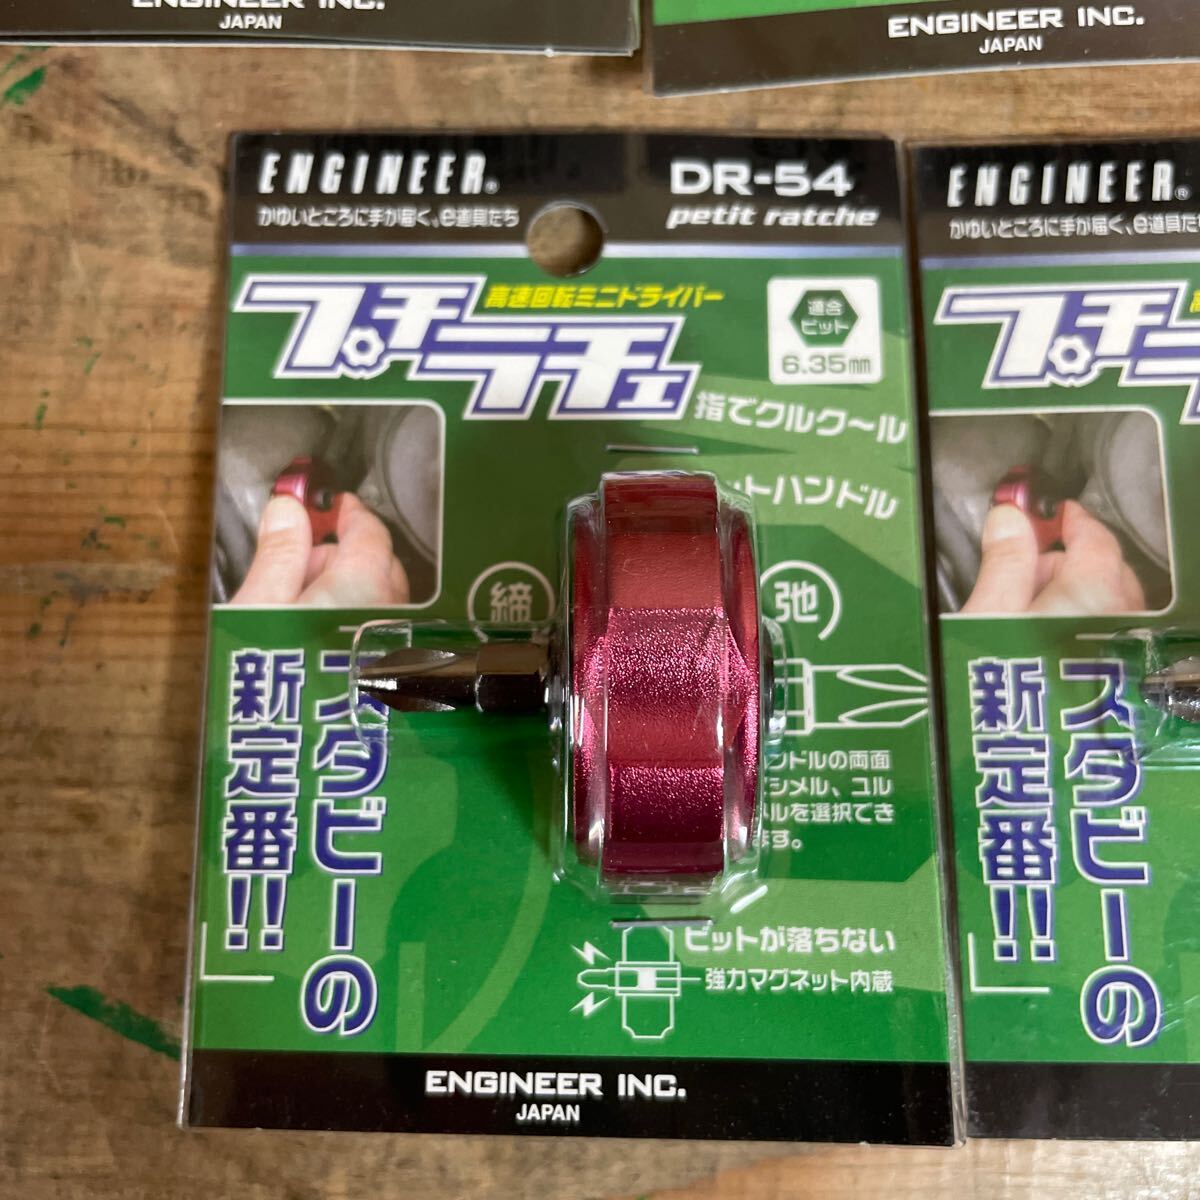 ENGINEER INC.
JAPAN
ENGINEER INC.
JAPAN
ENGINEER®
かゆいところに手が届く、e道具たち
DR-54
petit ratche
高速回転ミニドライバー
プチラチェ
適合
ビット
6.35mm
指でクルク〜ル
ットハンドル
締
弛
ンドルの両面
シメル、ユル
メルを選択でき
ます。
「スタビーの
新定番!!」
ビットが落ちない
強力マグネット内蔵
ENGINEER INC.
JAPAN
ENGINEER®
かゆいところに手が届く、e道具た
プチラ
「スタビーの
新定番!!」